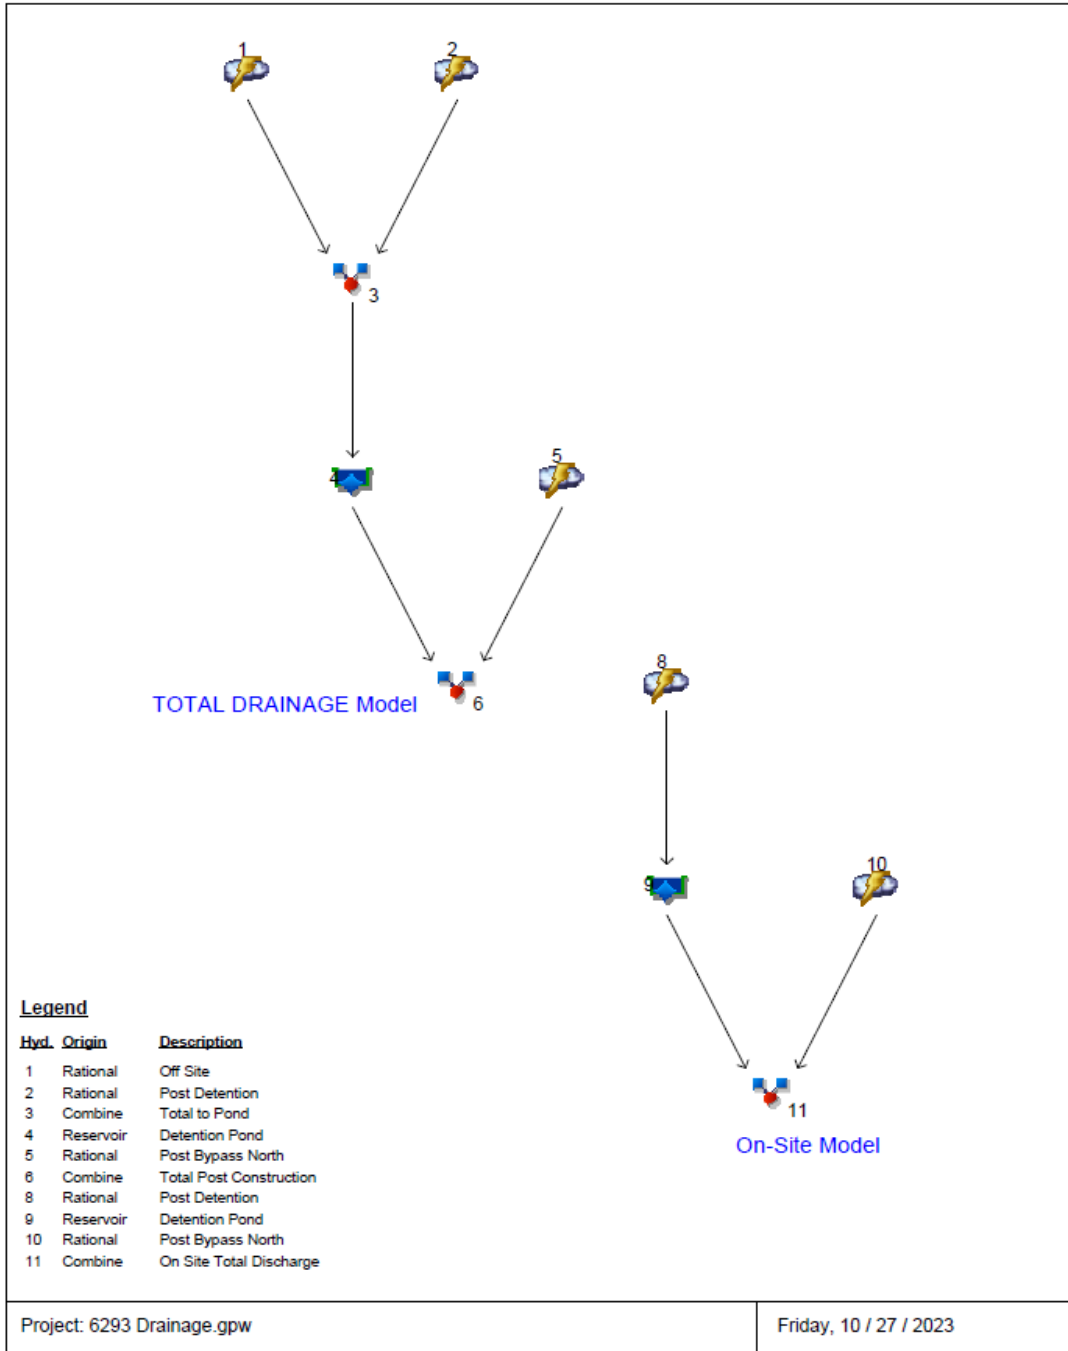 1
2
3
4
5
TOTAL DRAINAGE Model
6
8
9
10
11
On-Site Model
Legend
Hyd. Origin Description
1 Rational Off Site
2 Rational Post Detention
3 Combine Total to Pond
4 Reservoir Detention Pond
5 Rational Post Bypass North
6 Combine Total Post Construction
8 Rational Post Detention
9 Reservoir Detention Pond
10 Rational Post Bypass North
11 Combine On Site Total Discharge
Project: 6293 Drainage.gpw
Friday, 10 / 27 / 2023